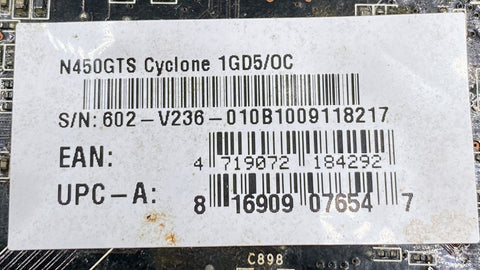 N450GTS Cyclone 1GD5/OC
S/N: 602-V236-010B1009118217
EAN: 4 719072 184292
UPC-A: 8 16909 07654 7
C898